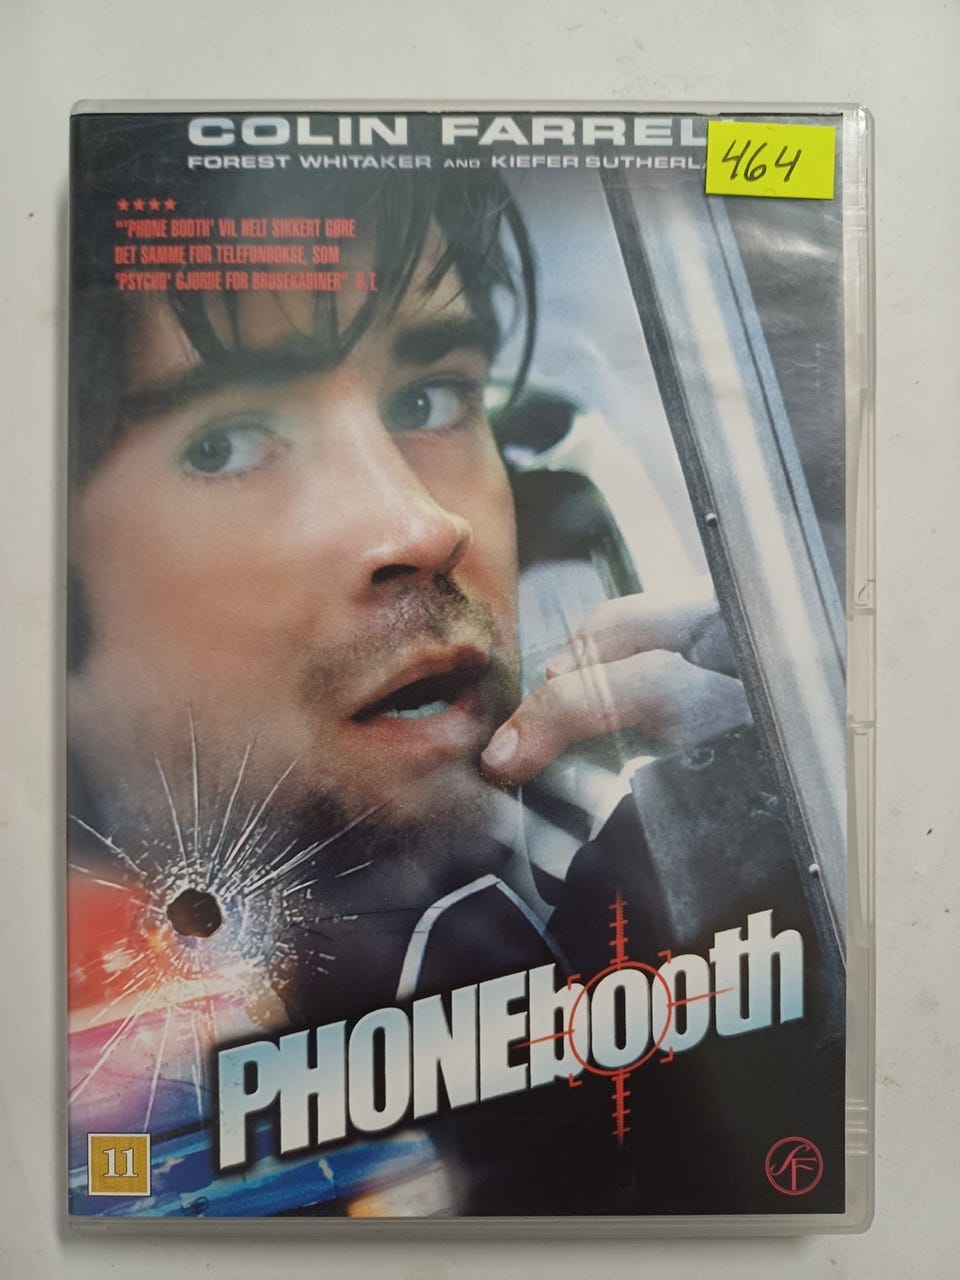 COLIN FARRELL
464
FOREST WHITAKER AND KIEFER SUTHERLA
★★★★
"'PHONE BOOTH' VIL HELT SIKKERT GØRE
DET SAMME FOR TELEFONBOKSE, SOM
'PSYCHO' GJORDE FOR BRUSEKABINER" B.T.
PHONEbooth
11
SF